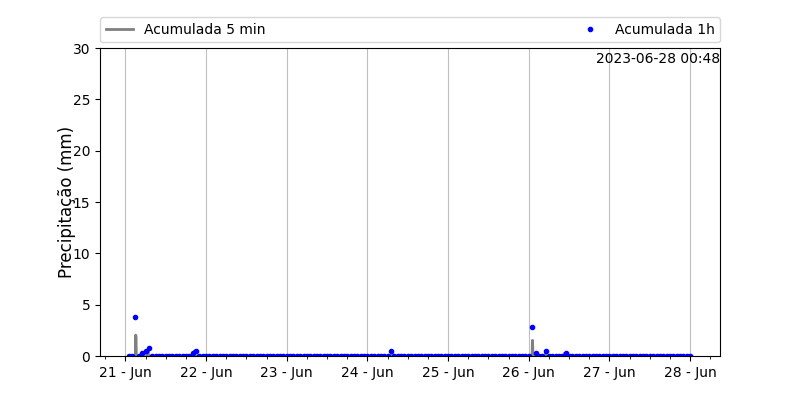 Acumulada 5 min
Acumulada 1h
2023-06-28 00:48
Precipitação (mm)
30
25
20
15
10
5
0
21 - Jun
22 - Jun
23 - Jun
24 - Jun
25 - Jun
26 - Jun
27 - Jun
28 - Jun